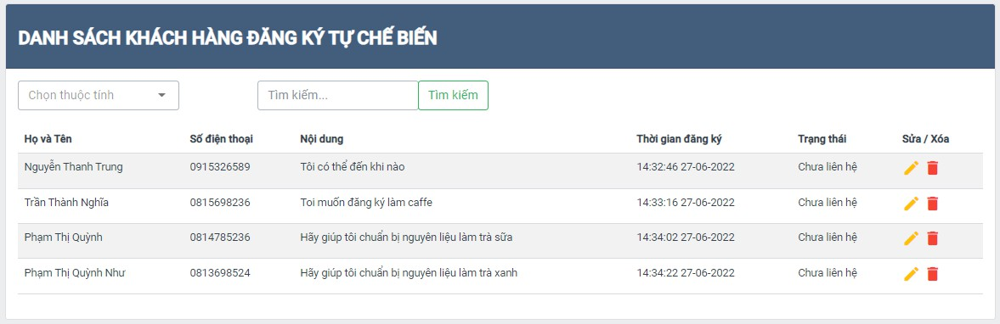 DANH SÁCH KHÁCH HÀNG ĐĂNG KÝ TỰ CHẾ BIẾN
Chọn thuộc tính Tìm kiếm... Tìm kiếm
Họ và Tên Số điện thoại Nội dung Thời gian đăng ký Trạng thái Sửa / Xóa
Nguyễn Thanh Trung 0915326589 Tôi có thể đến khi nào 14:32:46 27-06-2022 Chưa liên hệ
Trần Thành Nghĩa 0815698236 Toi muốn đăng ký làm caffe 14:33:16 27-06-2022 Chưa liên hệ
Phạm Thị Quỳnh 0814785236 Hãy giúp tôi chuẩn bị nguyên liệu làm trà sữa 14:34:02 27-06-2022 Chưa liên hệ
Phạm Thị Quỳnh Như 0813698524 Hãy giúp tôi chuẩn bị nguyên liệu làm trà xanh 14:34:22 27-06-2022 Chưa liên hệ